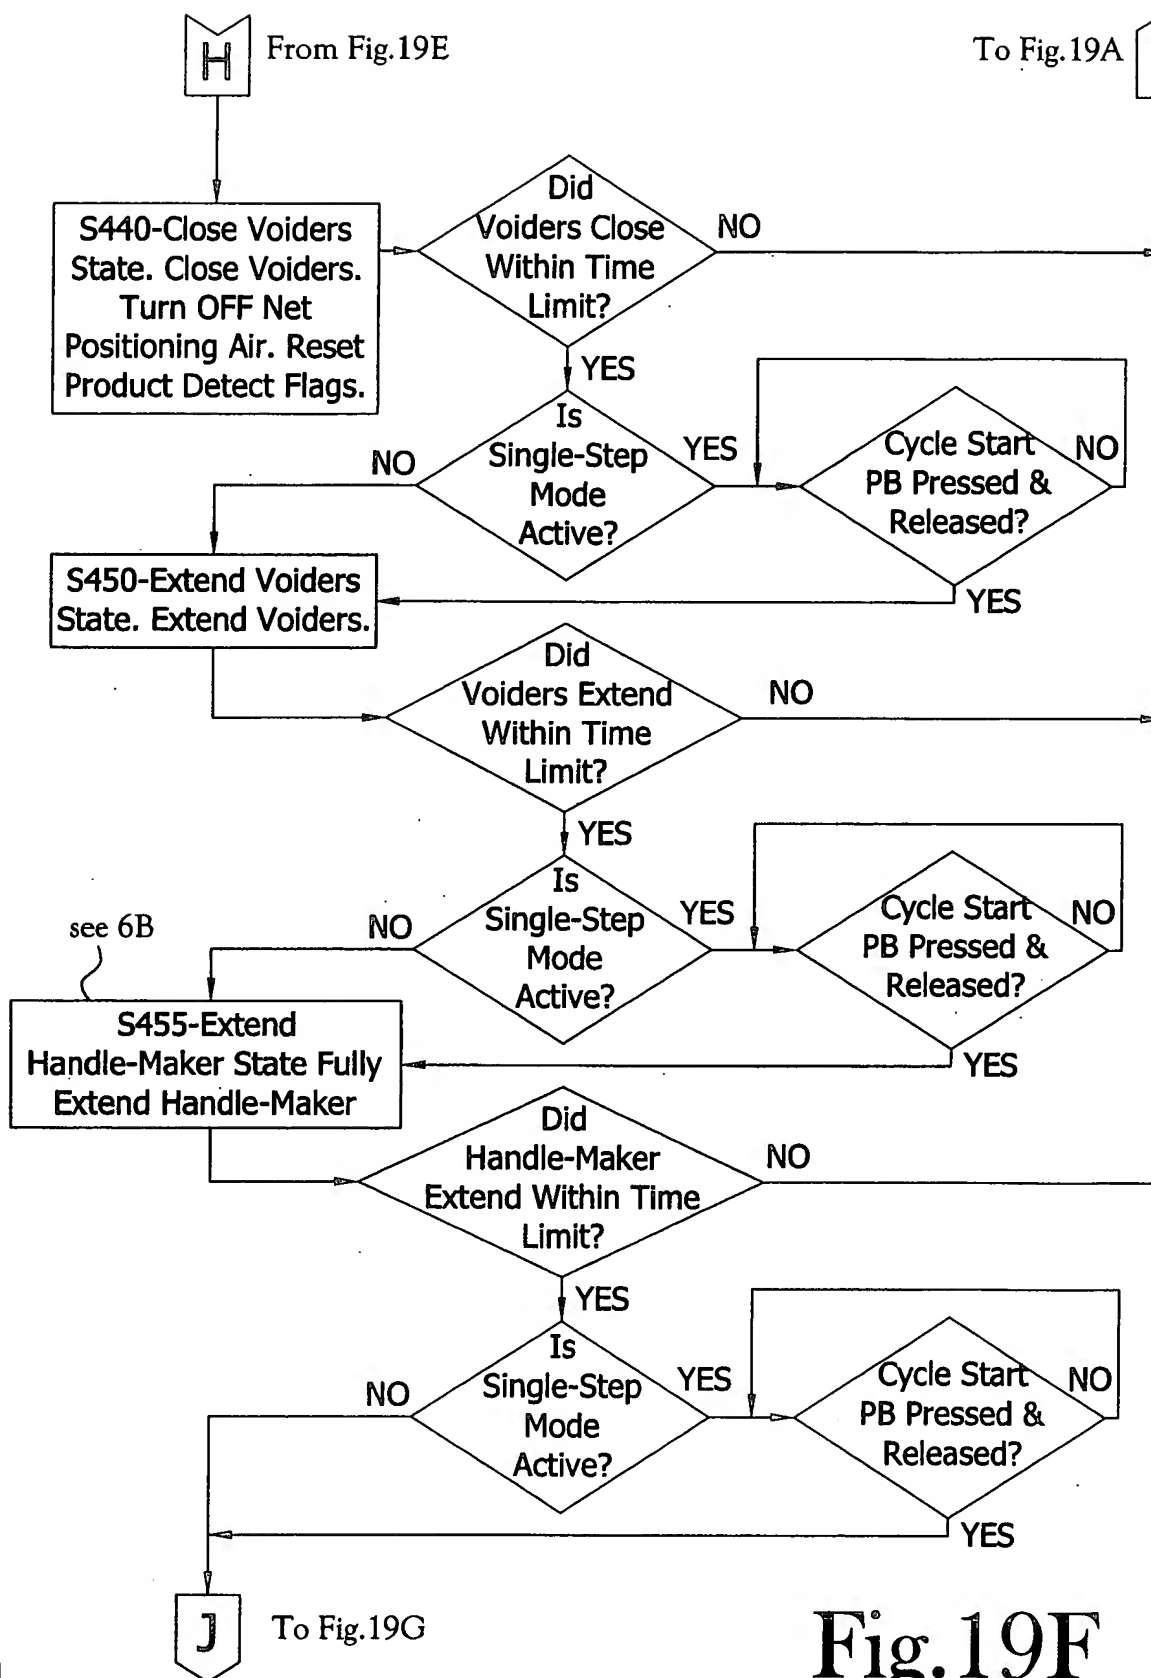 H From Fig.19E
To Fig.19A
S440-Close Voiders
State. Close Voiders.
Turn OFF Net
Positioning Air. Reset
Product Detect Flags.
Did
Voiders Close
Within Time
Limit?
NO
YES
Is
Single-Step
Mode
Active?
NO
YES
Cycle Start
PB Pressed &
Released?
NO
YES
S450-Extend Voiders
State. Extend Voiders.
Did
Voiders Extend
Within Time
Limit?
NO
YES
Is
Single-Step
Mode
Active?
NO
YES
Cycle Start
PB Pressed &
Released?
NO
YES
see 6B
S455-Extend
Handle-Maker State Fully
Extend Handle-Maker
Did
Handle-Maker
Extend Within Time
Limit?
NO
YES
Is
Single-Step
Mode
Active?
NO
YES
Cycle Start
PB Pressed &
Released?
NO
YES
J To Fig.19G
Fig.19F